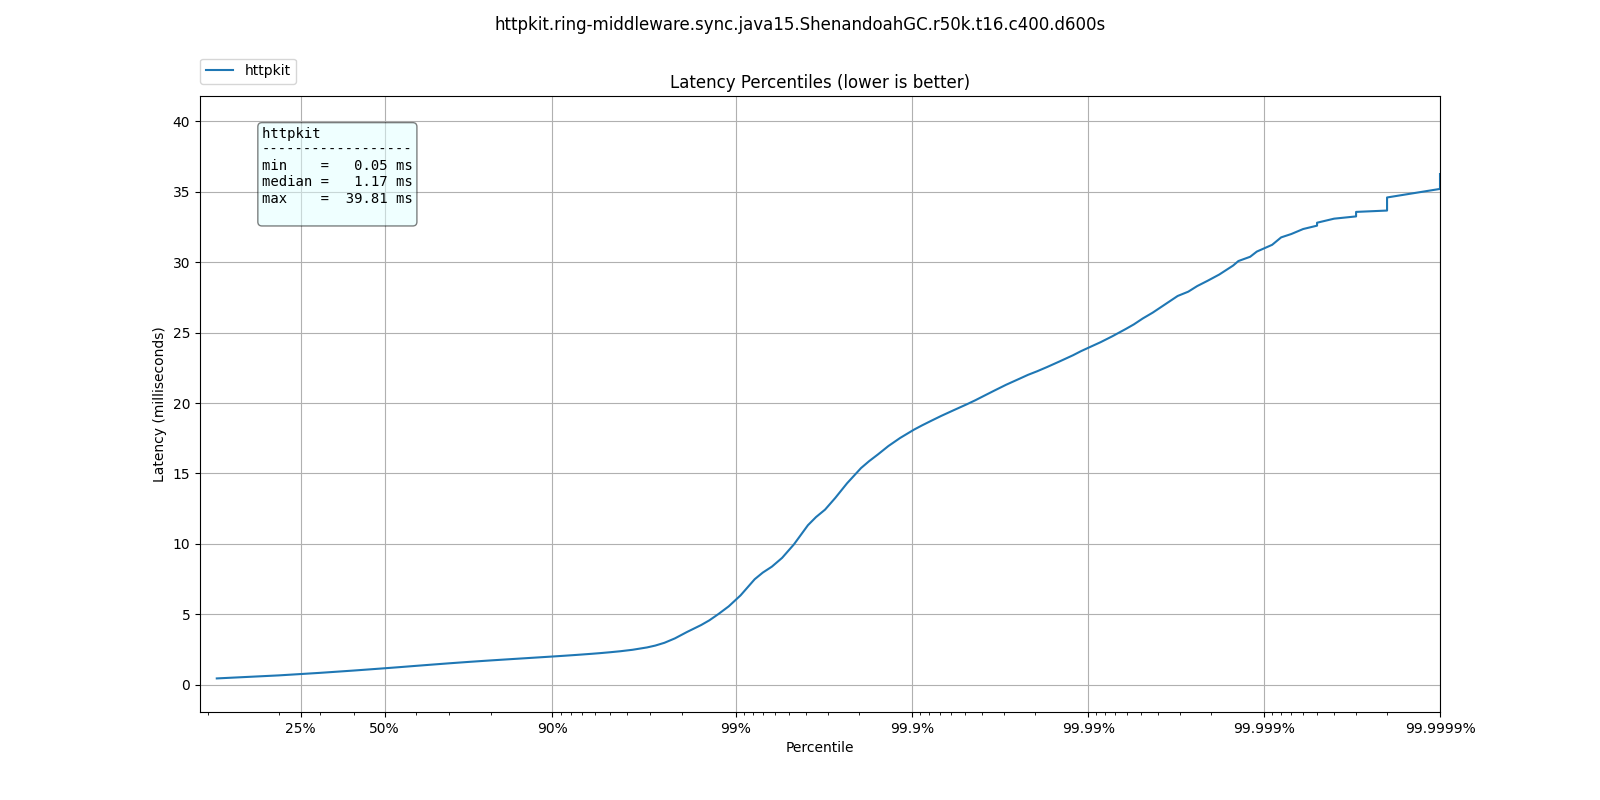 httpkit.ring-middleware.sync.java15.ShenandoahGC.r50k.t16.c400.d600s
httpkit
Latency Percentiles (lower is better)
40
35
30
25
20
15
10
5
0
httpkit
------------------
min    =   0.05 ms
median =   1.17 ms
max    =  39.81 ms
Latency (milliseconds)
25% 50% 90% 99% 99.9% 99.99% 99.999% 99.9999%
Percentile